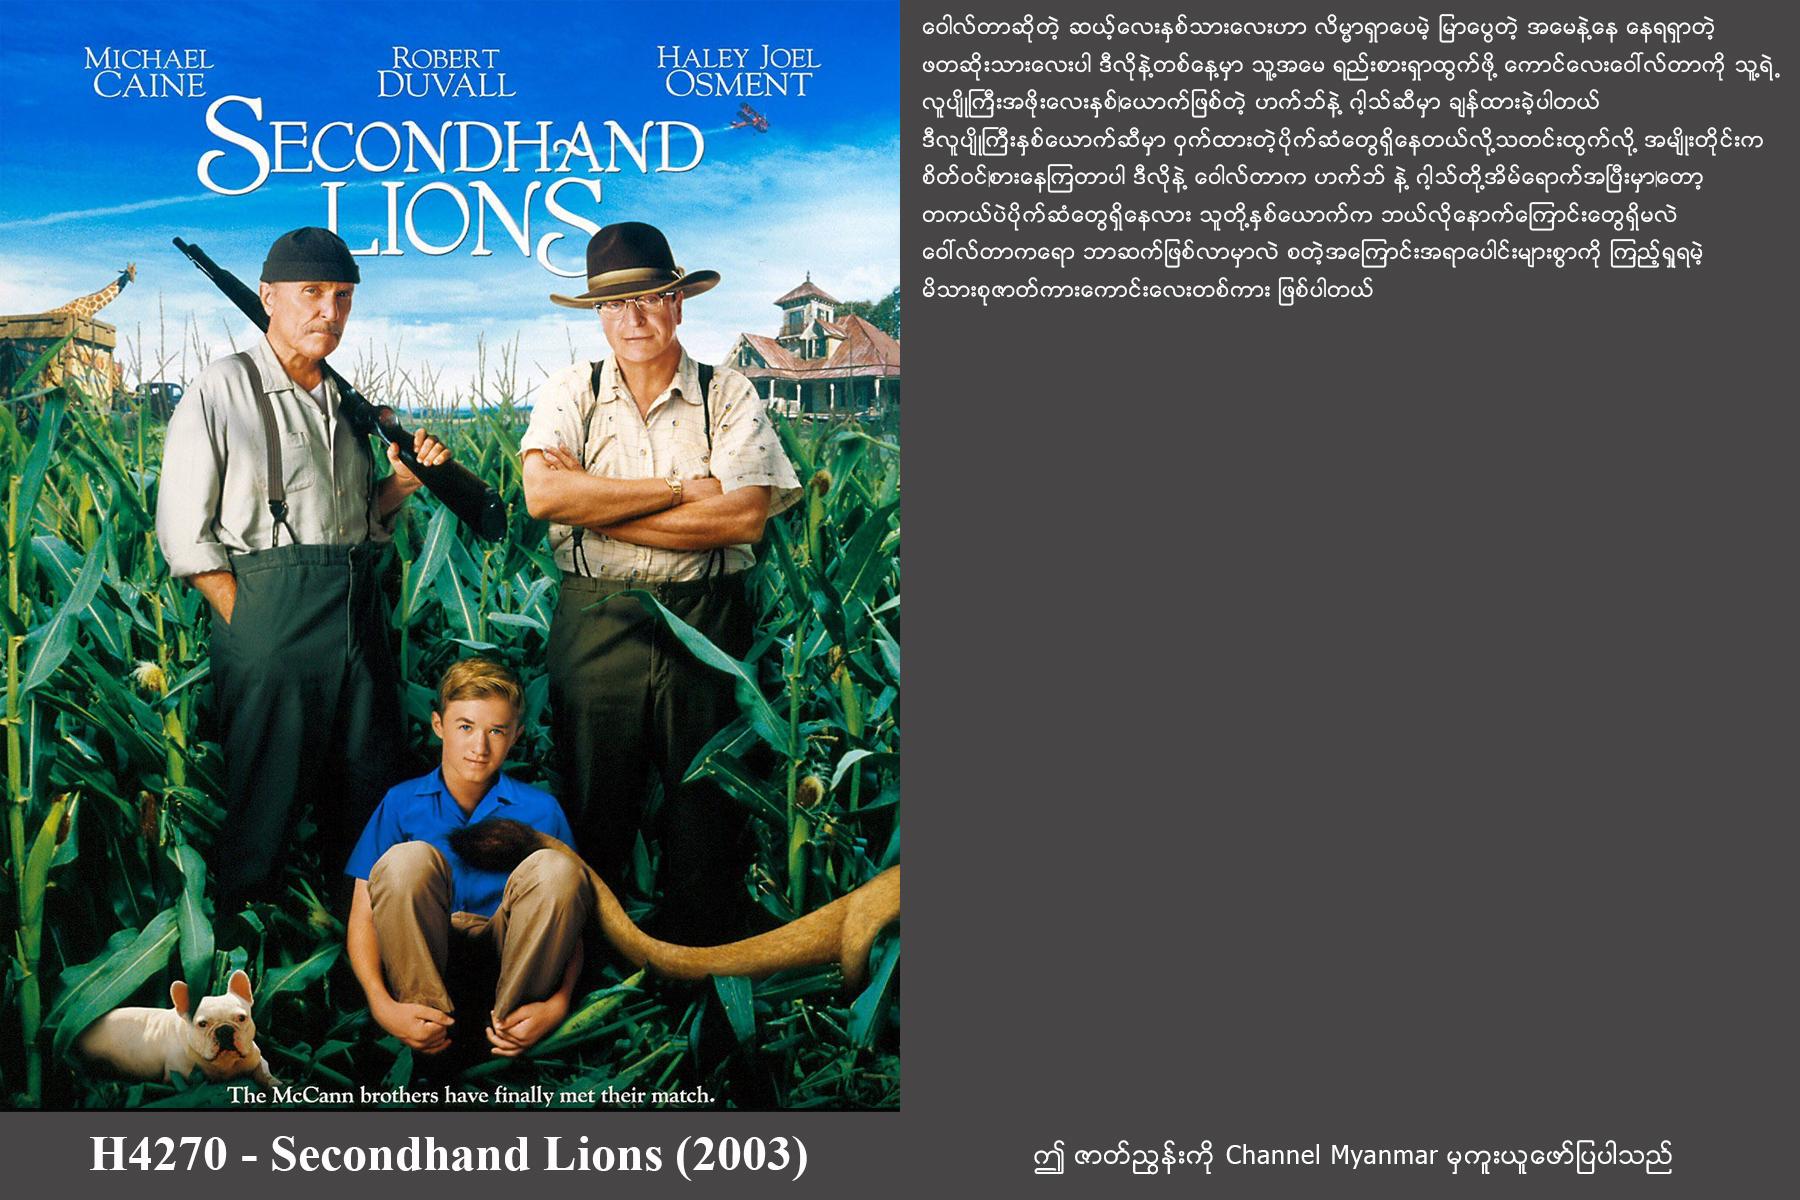 MICHAEL CAINE
ROBERT DUVALL
HALEY JOEL OSMENT
SECONDHAND
LIONS
The McCann brothers have finally met their match.
H4270 - Secondhand Lions (2003)
ဝေါလ်တာဆိုတဲ့ ဆယ့်လေးနှစ်သားလေးဟာ လိမ္မာရှာပေမဲ့ မြာပွေတဲ့ အမေနဲ့နေ နေရရှာတဲ့
ဖတဆိုးသားလေးပါ ဒီလိုနဲ့တစ်နေ့မှာ သူ့အမေ ရည်းစားရှာထွက်ဖို့ ကောင်လေးဝေါ်လ်တာကို သူ့ရဲ့
လူပျိုကြီးအဖိုးလေးနှစ်ယောက်ဖြစ်တဲ့ ဟက်ဘ်နဲ့ ဂါ့သ်ဆီမှာ ချန်ထားခဲ့ပါတယ်
ဒီလူပျိုကြီးနှစ်ယောက်ဆီမှာ ဝှက်ထားတဲ့ပိုက်ဆံတွေရှိနေတယ်လို့သတင်းထွက်လို့ အမျိုးတိုင်းက
စိတ်ဝင်စားနေကြတာပါ ဒီလိုနဲ့ ဝေါလ်တာက ဟက်ဘ် နဲ့ ဂါ့သ်တို့အိမ်ရောက်အပြီးမှာတော့
တကယ်ပဲပိုက်ဆံတွေရှိနေလား သူတို့နှစ်ယောက်က ဘယ်လိုနောက်ကြောင်းတွေရှိမလဲ
ဝေါ်လ်တာကရော ဘာဆက်ဖြစ်လာမှာလဲ စတဲ့အကြောင်းအရာပေါင်းများစွာကို ကြည့်ရှုရမဲ့
မိသားစုဇာတ်ကားကောင်းလေးတစ်ကား ဖြစ်ပါတယ်
ဤ ဇာတ်ညွှန်းကို Channel Myanmar မှကူးယူဖော်ပြပါသည်